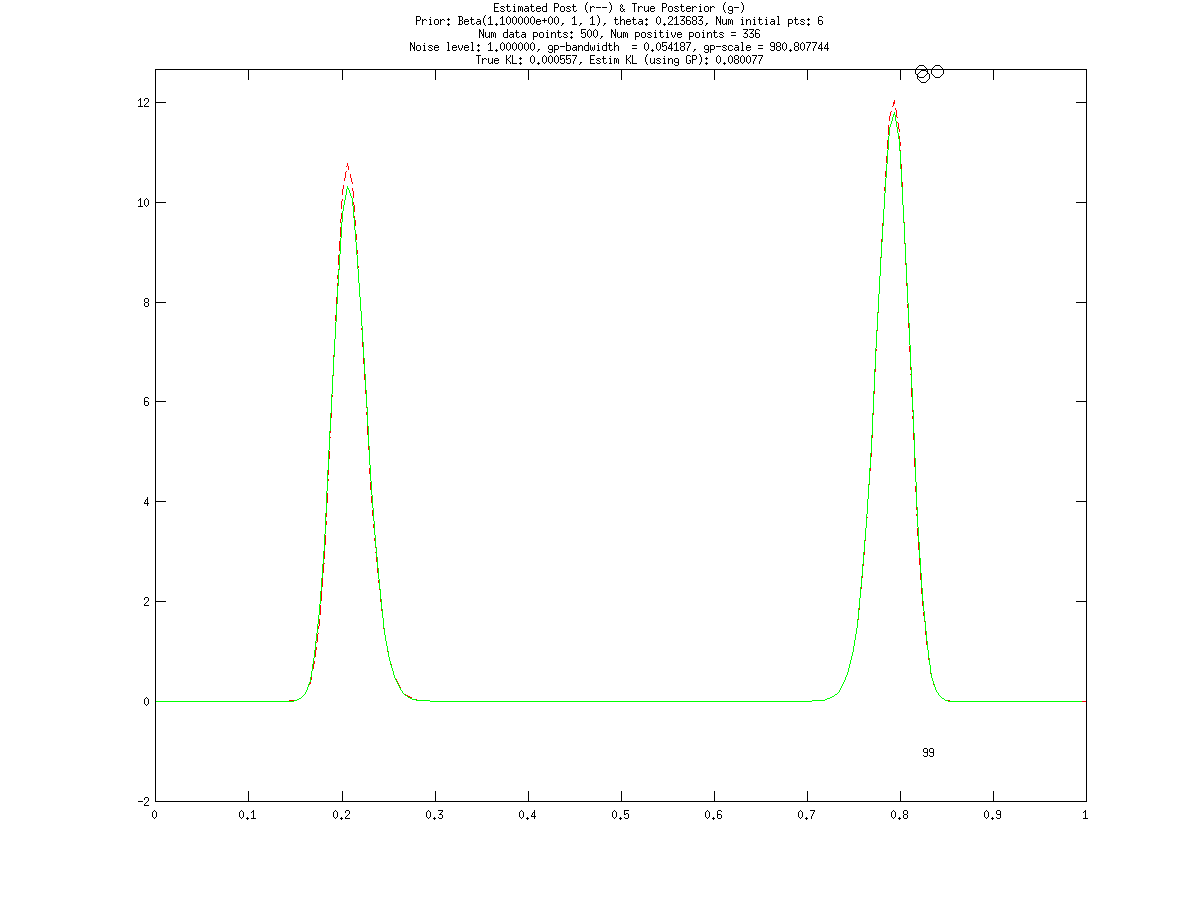 Estimated Post (r--) & True Posterior (g-)
Prior: Beta(1.100000e+00, 1, 1), theta: 0.213683, Num initial pts: 6
Num data points: 500, Num positive points = 336
Noise level: 1.000000, gp-bandwidth  = 0.054187, gp-scale = 980.807744
True KL: 0.000557, Estim KL (using GP): 0.080077
12
10
8
6
4
2
0
99
-2
0 0.1 0.2 0.3 0.4 0.5 0.6 0.7 0.8 0.9 1